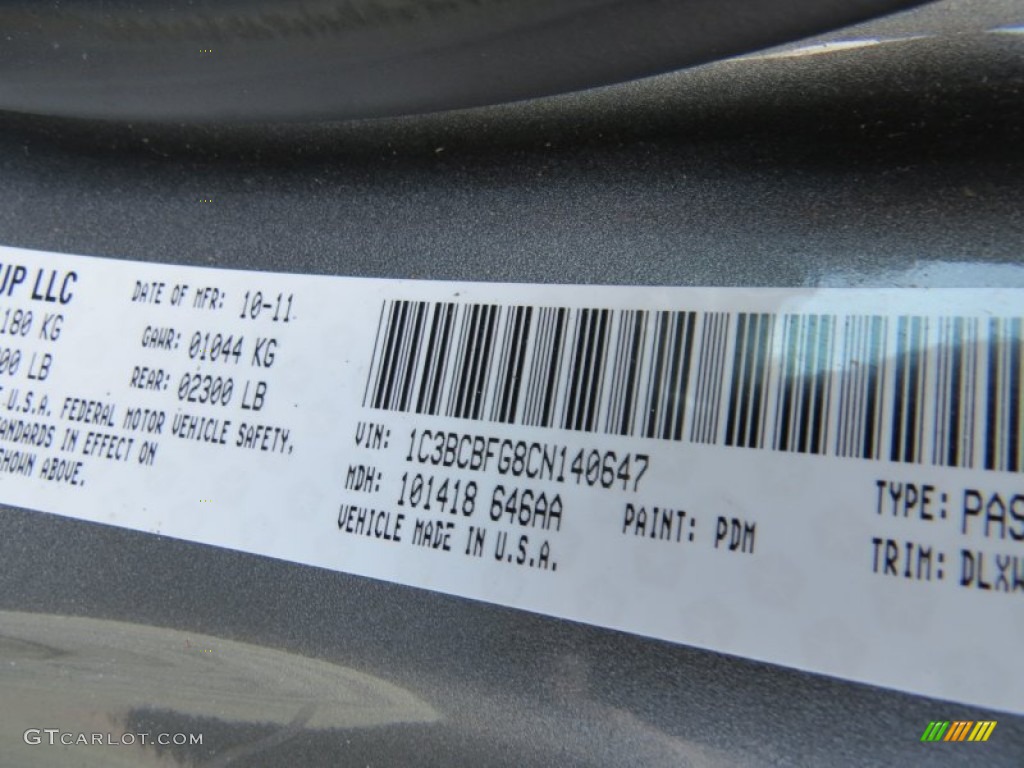 UP LLC
DATE OF MFR: 10-11
180 KG
GAWR: 01044 KG
00 LB
REAR: 02300 LB
U.S.A. FEDERAL MOTOR VEHICLE SAFETY,
TANDARDS IN EFFECT ON
SHOWN ABOVE.
VIN: 1C3BCBFG8CN140647
MDH: 101418 646AA
PAINT: PDM
VEHICLE MADE IN U.S.A.
TYPE: PAS
TRIM: DLXW
GTCARLOT.COM